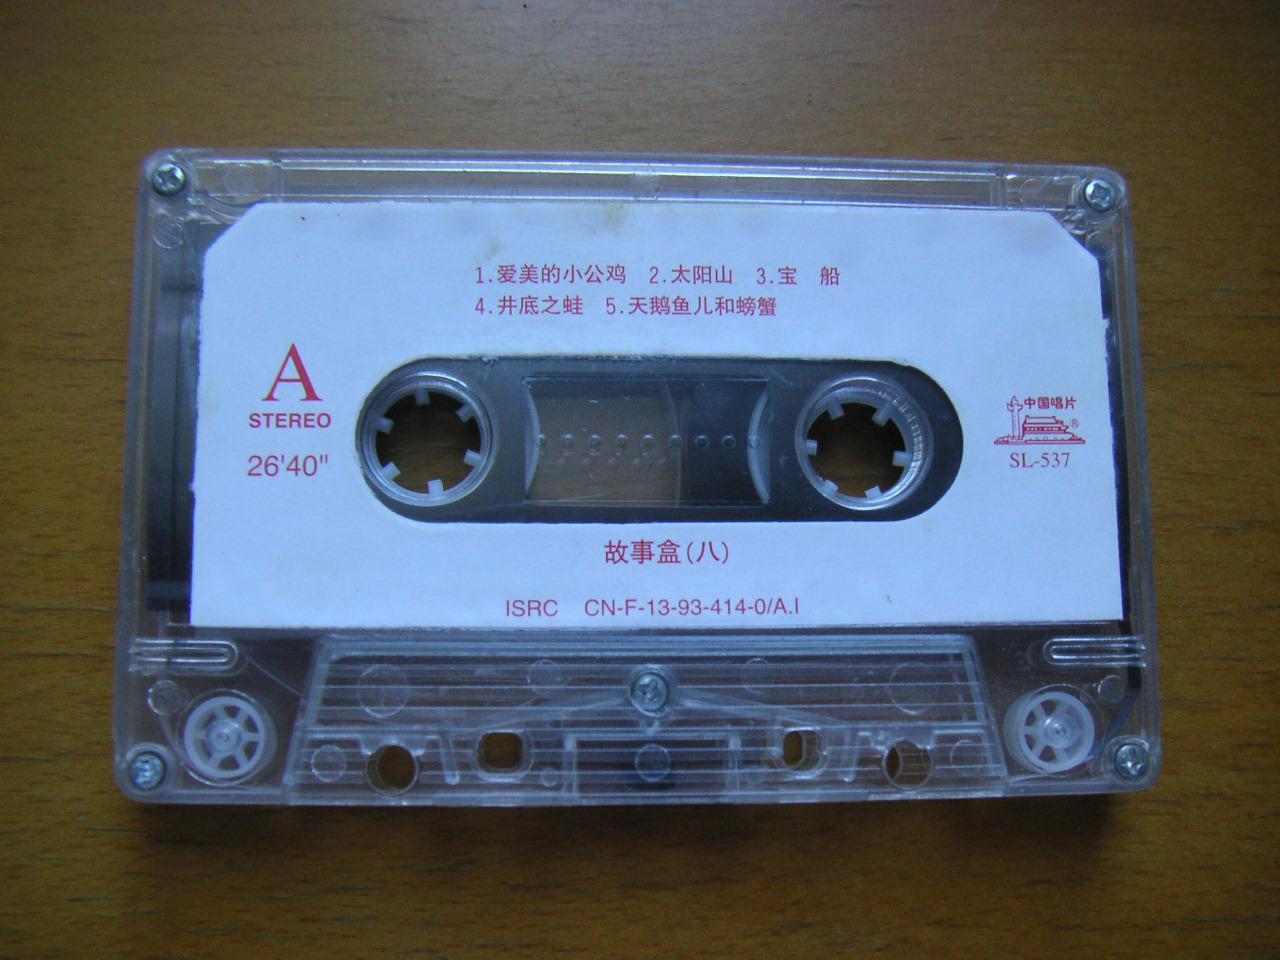 1.爱美的小公鸡 2.太阳山 3.宝 船
4.井底之蛙 5.天鹅鱼儿和螃蟹
A
STEREO
26'40"
中国唱片®
SL-537
故事盒(八)
ISRC CN-F-13-93-414-0/A.I